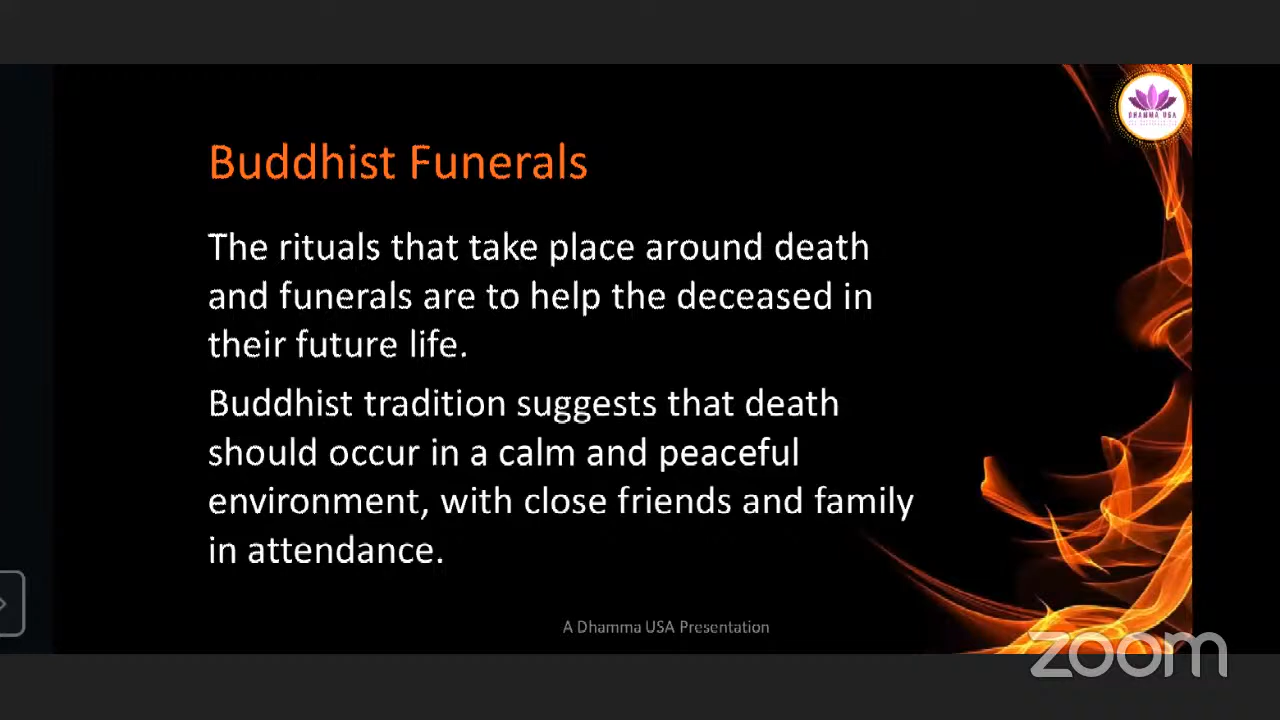 DHAMMA USA
Buddhist Funerals
The rituals that take place around death
and funerals are to help the deceased in
their future life.
Buddhist tradition suggests that death
should occur in a calm and peaceful
environment, with close friends and family
in attendance.
A Dhamma USA Presentation
zoom